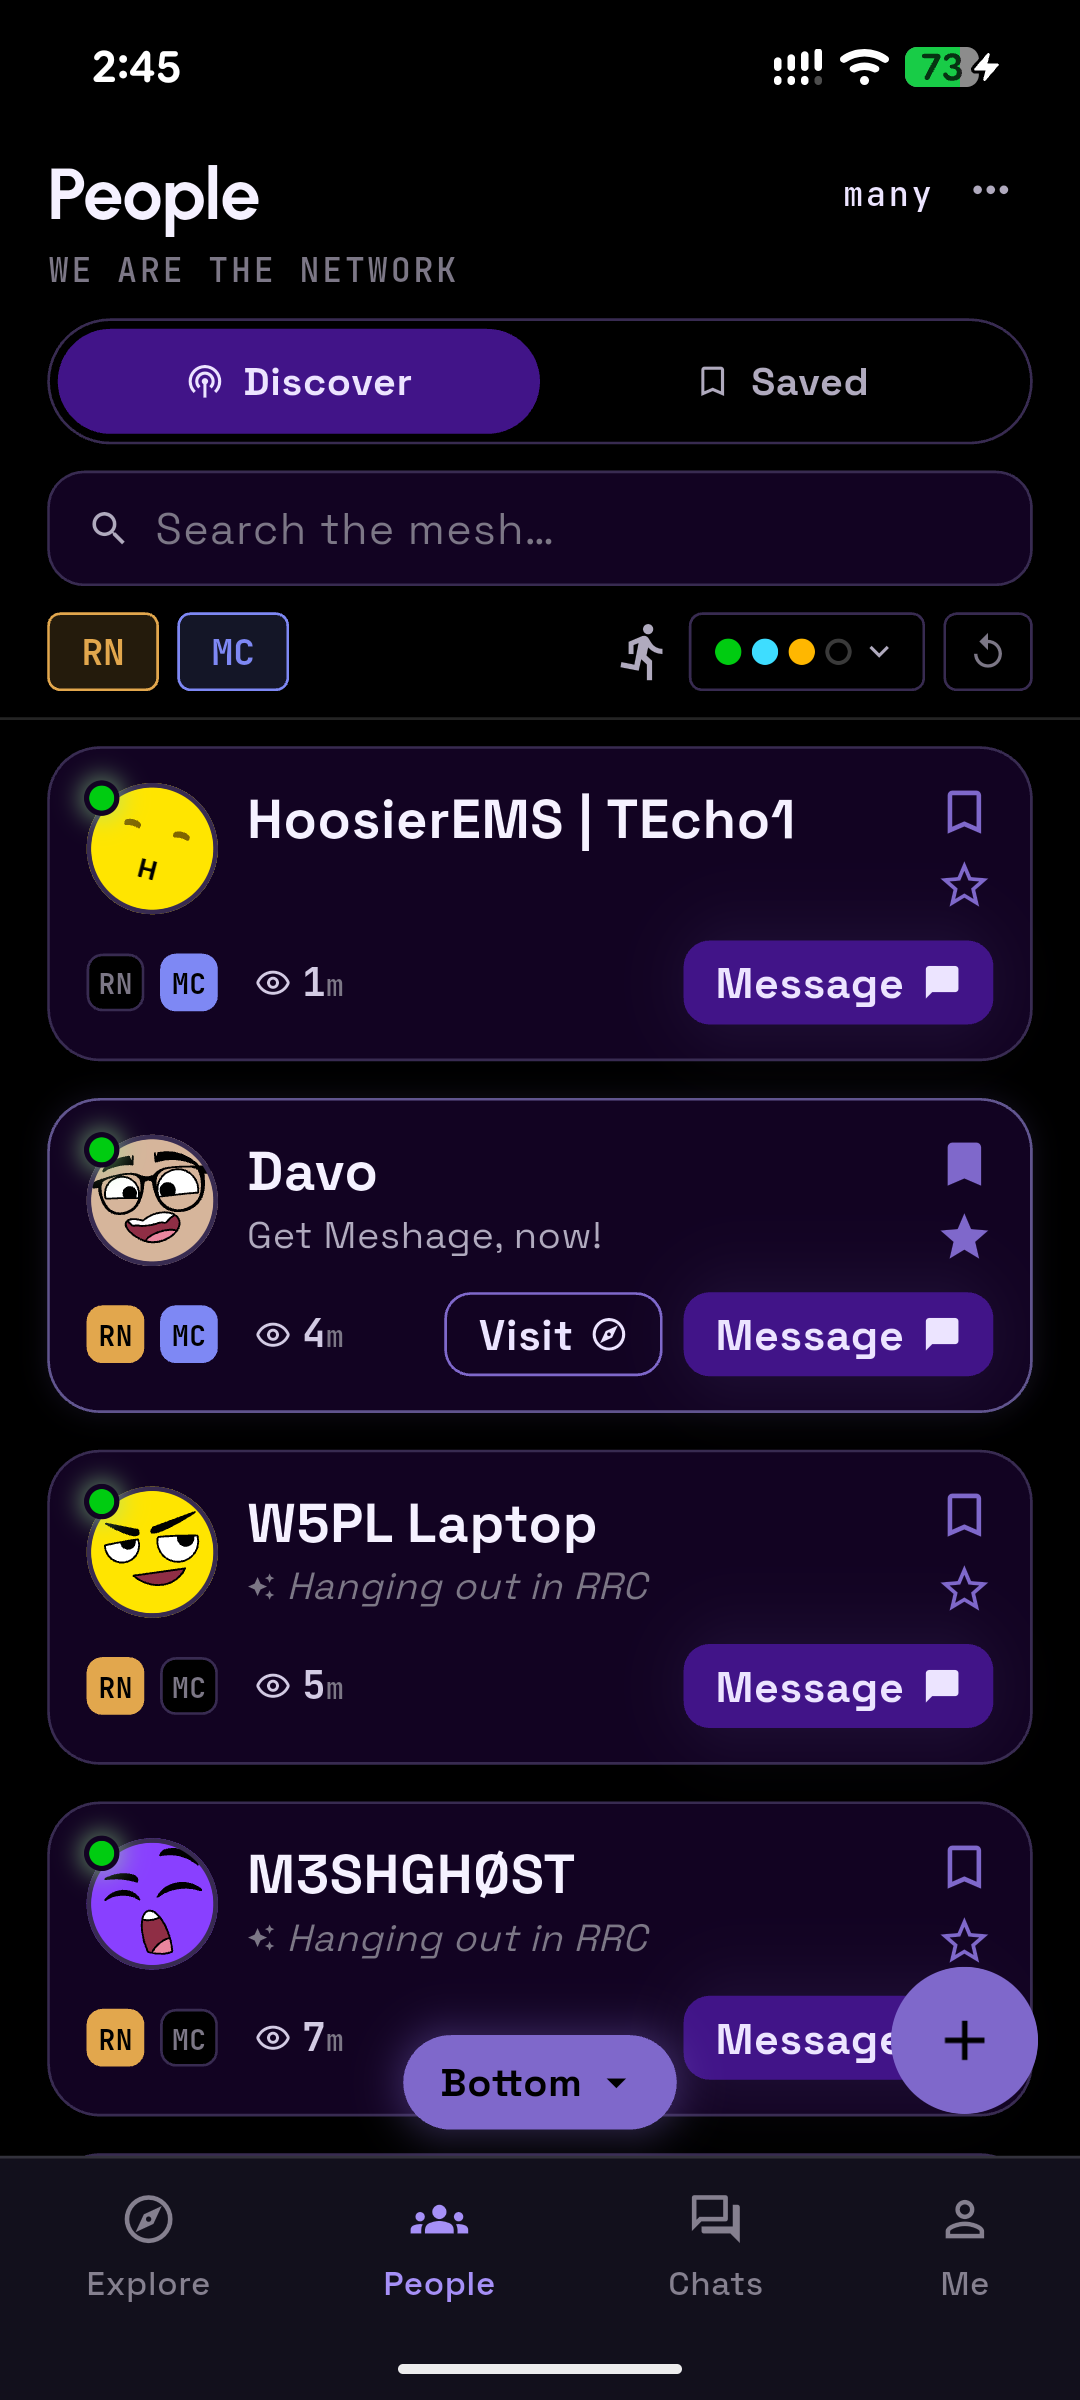 2:45
73
People
many
WE ARE THE NETWORK
Discover
Saved
Search the mesh...
RN
MC
HoosierEMS | TEcho1
H
RN
MC
1m
Message
Davo
Get Meshage, now!
RN
MC
4m
Visit
Message
W5PL Laptop
Hanging out in RRC
RN
MC
5m
Message
M3SHGHØST
Hanging out in RRC
RN
MC
7m
Message
Bottom
Explore
People
Chats
Me